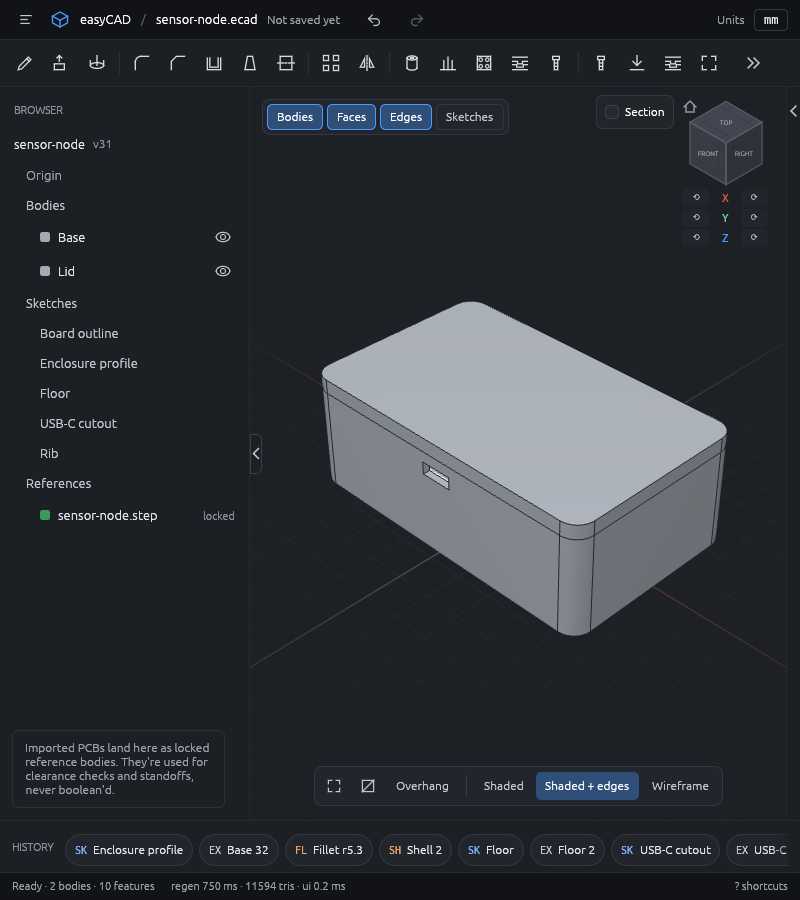 easyCAD / sensor-node.ecad Not saved yet Units mm
BROWSER
sensor-node v31
Origin
Bodies
Base
Lid
Sketches
Board outline
Enclosure profile
Floor
USB-C cutout
Rib
References
sensor-node.step locked
Imported PCBs land here as locked
reference bodies. They're used for
clearance checks and standoffs,
never boolean'd.
Bodies Faces Edges Sketches
Section
TOP
FRONT RIGHT
X
Y
Z
Overhang Shaded Shaded + edges Wireframe
HISTORY SK Enclosure profile EX Base 32 FL Fillet r5.3 SH Shell 2 SK Floor EX Floor 2 SK USB-C cutout EX USB-C
Ready · 2 bodies · 10 features regen 750 ms · 11594 tris · ui 0.2 ms ? shortcuts